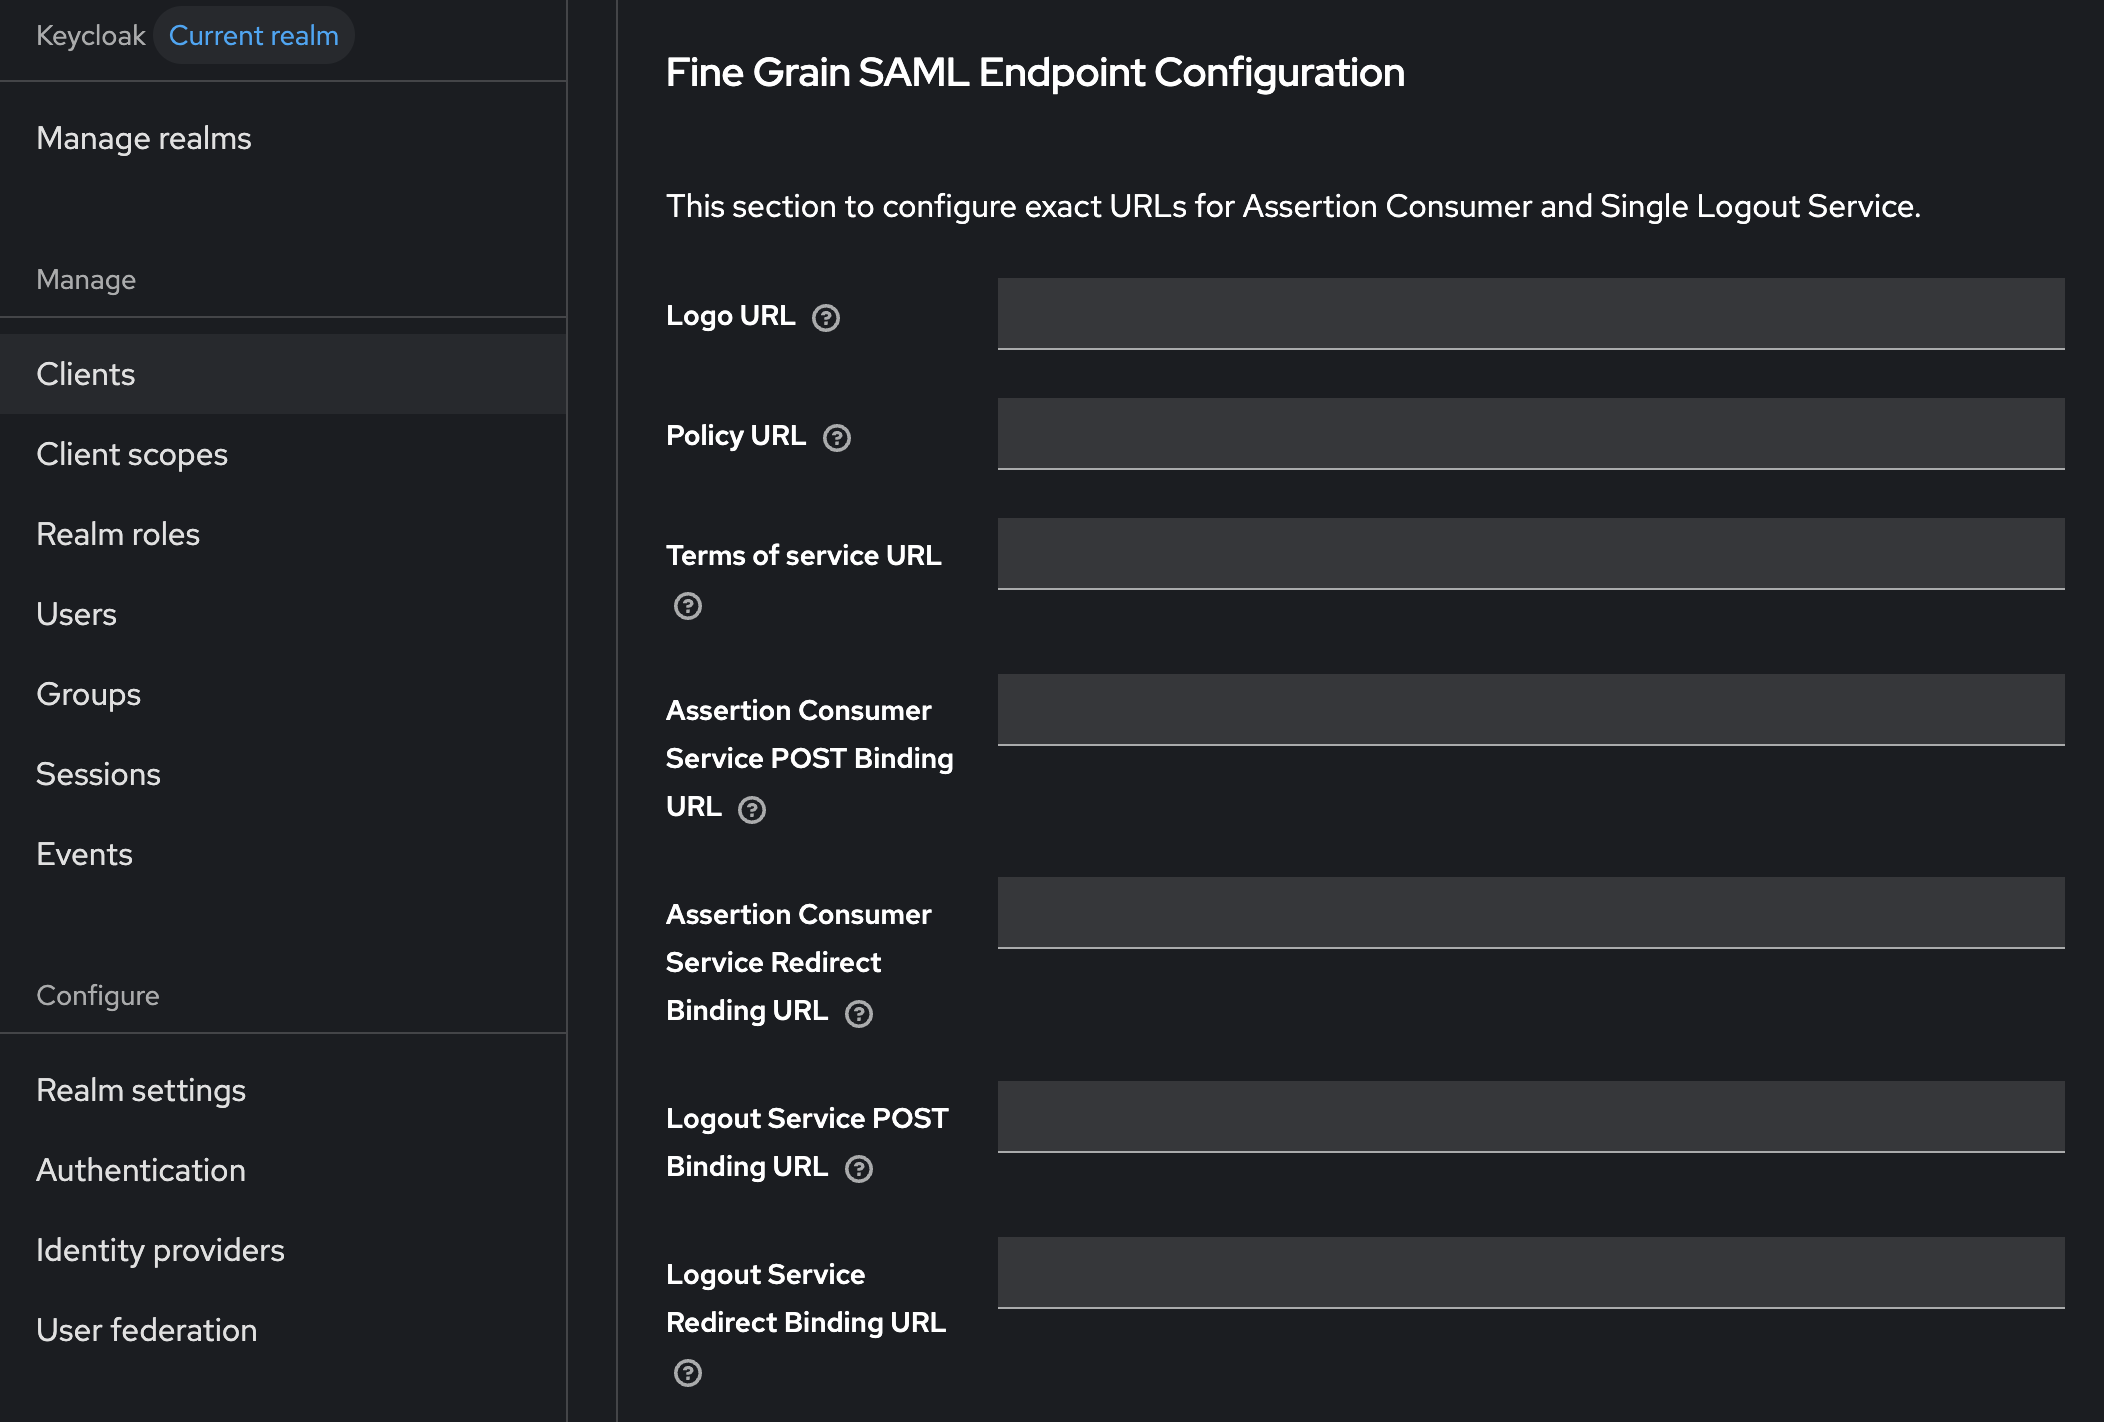 Keycloak Current realm
Manage realms
Manage
Clients
Client scopes
Realm roles
Users
Groups
Sessions
Events
Configure
Realm settings
Authentication
Identity providers
User federation
Fine Grain SAML Endpoint Configuration
This section to configure exact URLs for Assertion Consumer and Single Logout Service.
Logo URL
Policy URL
Terms of service URL
Assertion Consumer
Service POST Binding
URL
Assertion Consumer
Service Redirect
Binding URL
Logout Service POST
Binding URL
Logout Service
Redirect Binding URL